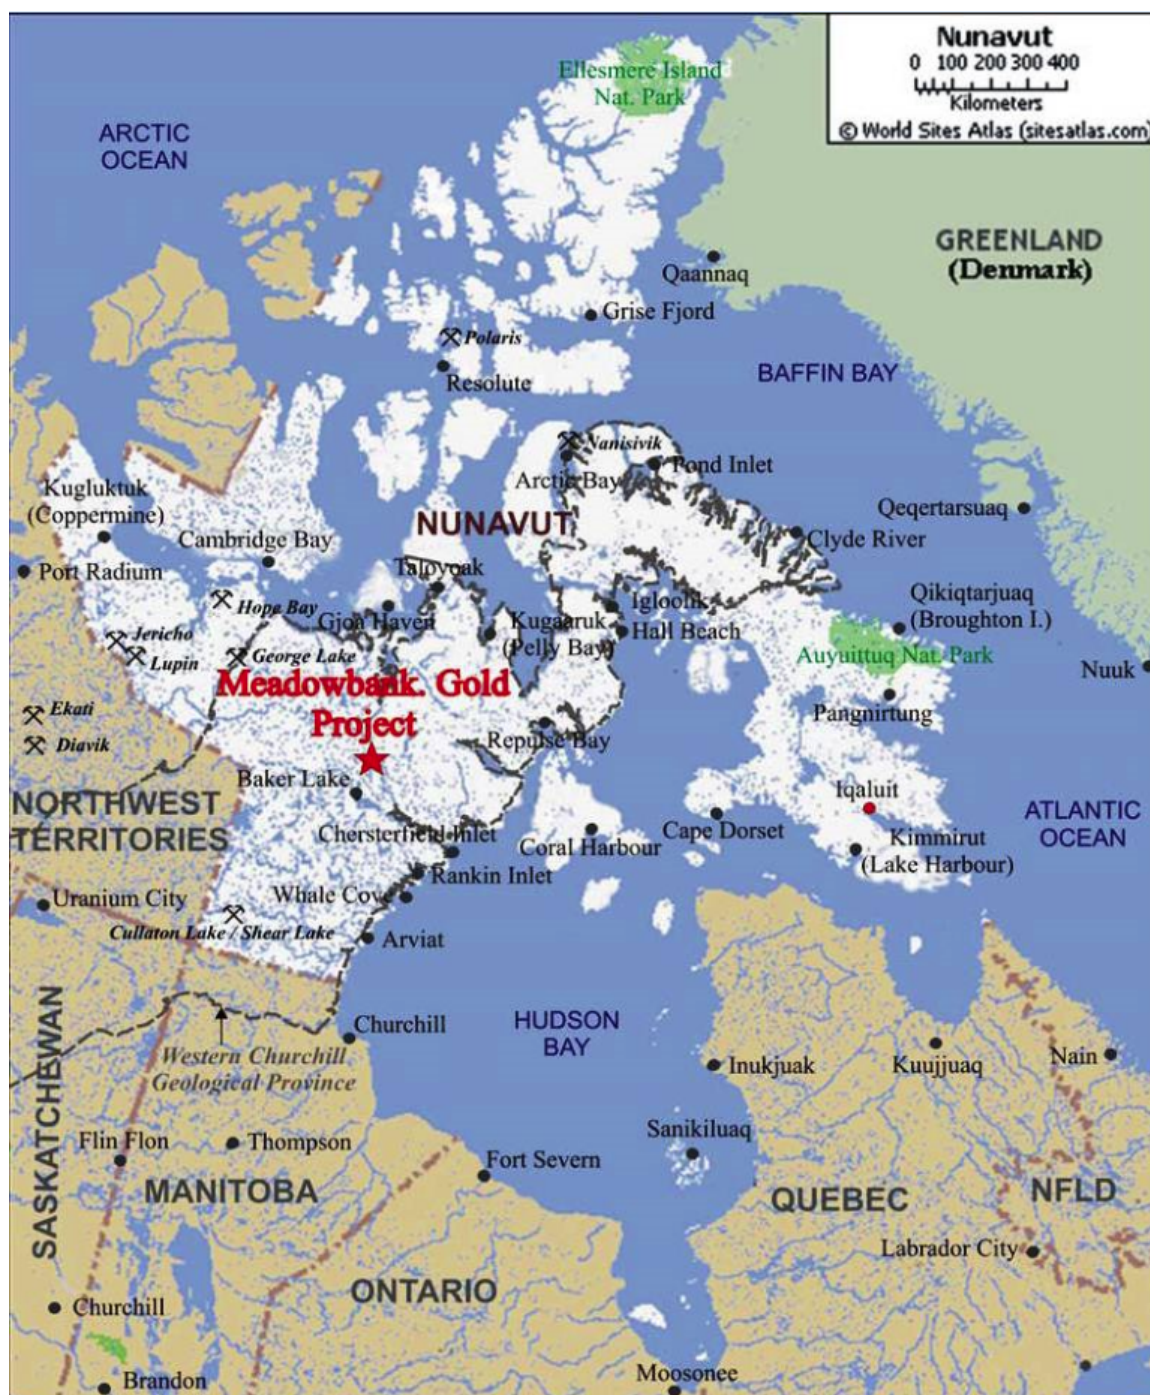 Nunavut
0 100 200 300 400
Kilometers
© World Sites Atlas (sitesatlas.com)
Ellesmere Island
Nat. Park
ARCTIC
OCEAN
GREENLAND
(Denmark)
Qaannaq
Grise Fjord
Polaris
Resolute
BAFFIN BAY
Nanisivik
Arctic Bay
Pond Inlet
Kugluktuk
(Coppermine)
Qeqertarsuaq
NUNAVUT
Cambridge Bay
Clyde River
Port Radium
Taloyoak
Hope Bay
Gjoa Haven
Igloolik
Qikiqtarjuaq
(Broughton I.)
Kugaaruk
(Pelly Bay)
Hall Beach
Jericho
Lupin
George Lake
Auyuittuq Nat. Park
Nuuk
Meadowbank. Gold
Project
Ekati
Diavik
Pangnirtung
Repulse Bay
Baker Lake
Iqaluit
NORTHWEST
TERRITORIES
ATLANTIC
OCEAN
Chersterfield Inlet
Coral Harbour
Cape Dorset
Kimmirut
(Lake Harbour)
Rankin Inlet
Uranium City
Whale Cove
Cullaton Lake / Shear Lake
Arviat
SASKATCHEWAN
Churchill
HUDSON
BAY
Western Churchill
Geological Province
Inukjuak
Kuujjuaq
Nain
Flin Flon
Thompson
Sanikiluaq
Fort Severn
MANITOBA
QUEBEC
NFLD
Labrador City
ONTARIO
Churchill
Brandon
Moosonee